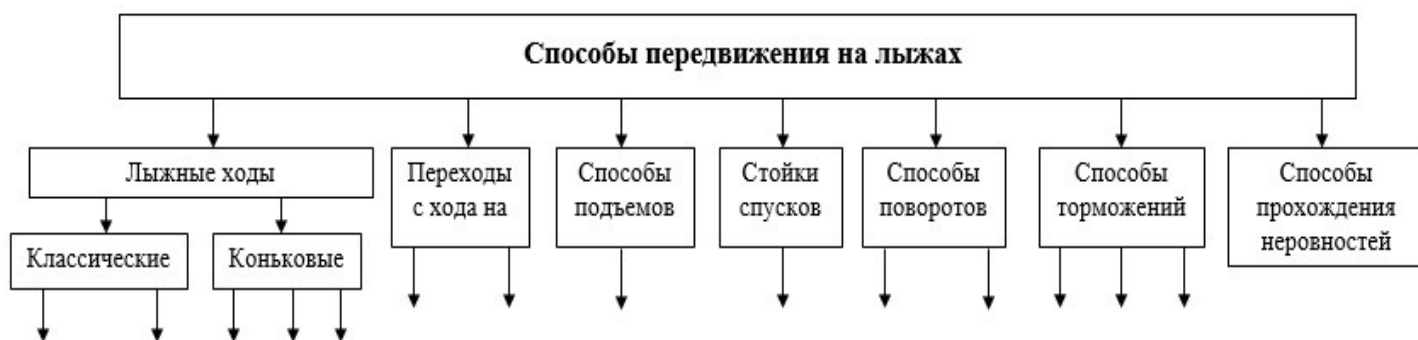 Способы передвижения на лыжах
Лыжные ходы
Классические
Коньковые
Переходы
с хода на
Способы
подъемов
Стойки
спусков
Способы
поворотов
Способы
торможений
Способы
прохождения
неровностей